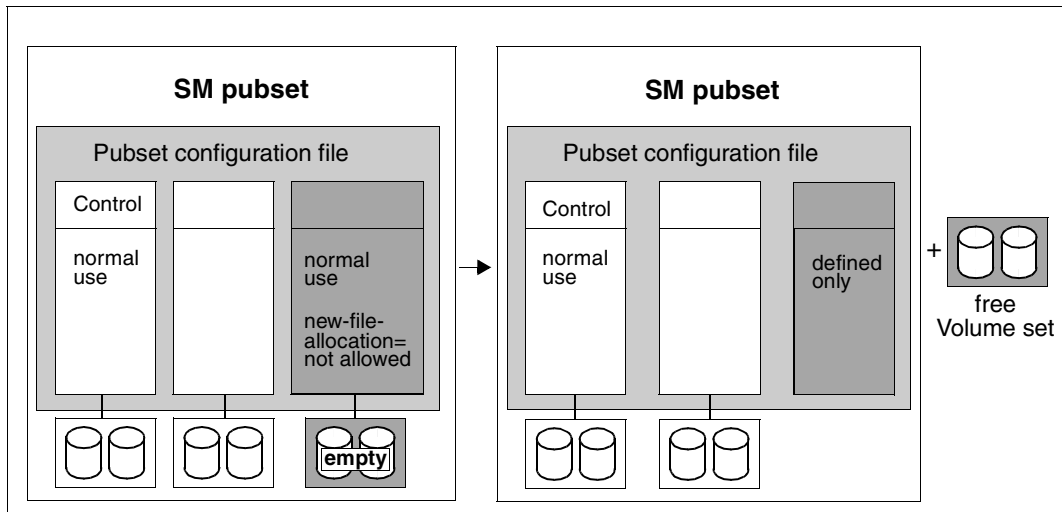 SM pubset
Pubset configuration file
Control
normal
use
normal
use
new-file-
allocation=
not allowed
empty
SM pubset
Pubset configuration file
Control
normal
use
defined
only
+
free
Volume set